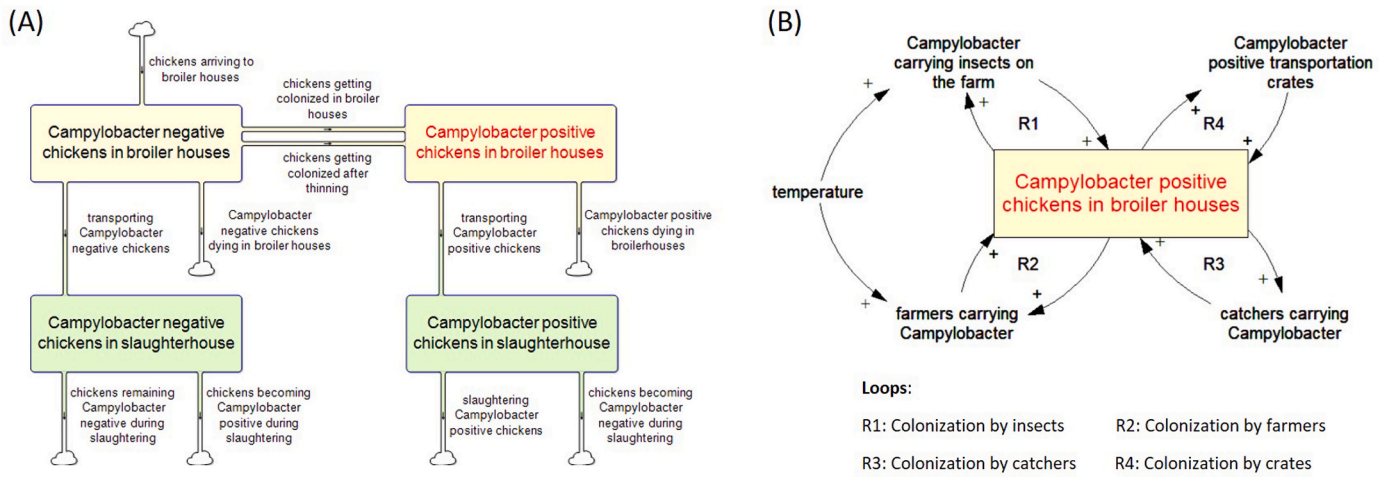 (A)
chickens arriving to
broiler houses
chickens getting
colonized in broiler
houses
Campylobacter negative
chickens in broiler houses
Campylobacter positive
chickens in broiler houses
chickens getting
colonized after
thinning
transporting
Campylobacter
negative chickens
Campylobacter
negative chickens
dying in broiler houses
transporting
Campylobacter
positive chickens
Campylobacter positive
chickens dying in
broilerhouses
Campylobacter negative
chickens in slaughterhouse
Campylobacter positive
chickens in slaughterhouse
chickens remaining
Campylobacter
negative during
slaughtering
chickens becoming
Campylobacter
positive during
slaughtering
slaughtering
Campylobacter
positive chickens
chickens becoming
Campylobacter
negative during
slaughtering
(B)
Campylobacter
carrying insects on
the farm
Campylobacter
positive transportation
crates
+
+
+
+
+
R1
R4
temperature
Campylobacter positive
chickens in broiler houses
R2
R3
+
+
+
+
+
farmers carrying
Campylobacter
catchers carrying
Campylobacter
Loops:
R1: Colonization by insects
R2: Colonization by farmers
R3: Colonization by catchers
R4: Colonization by crates